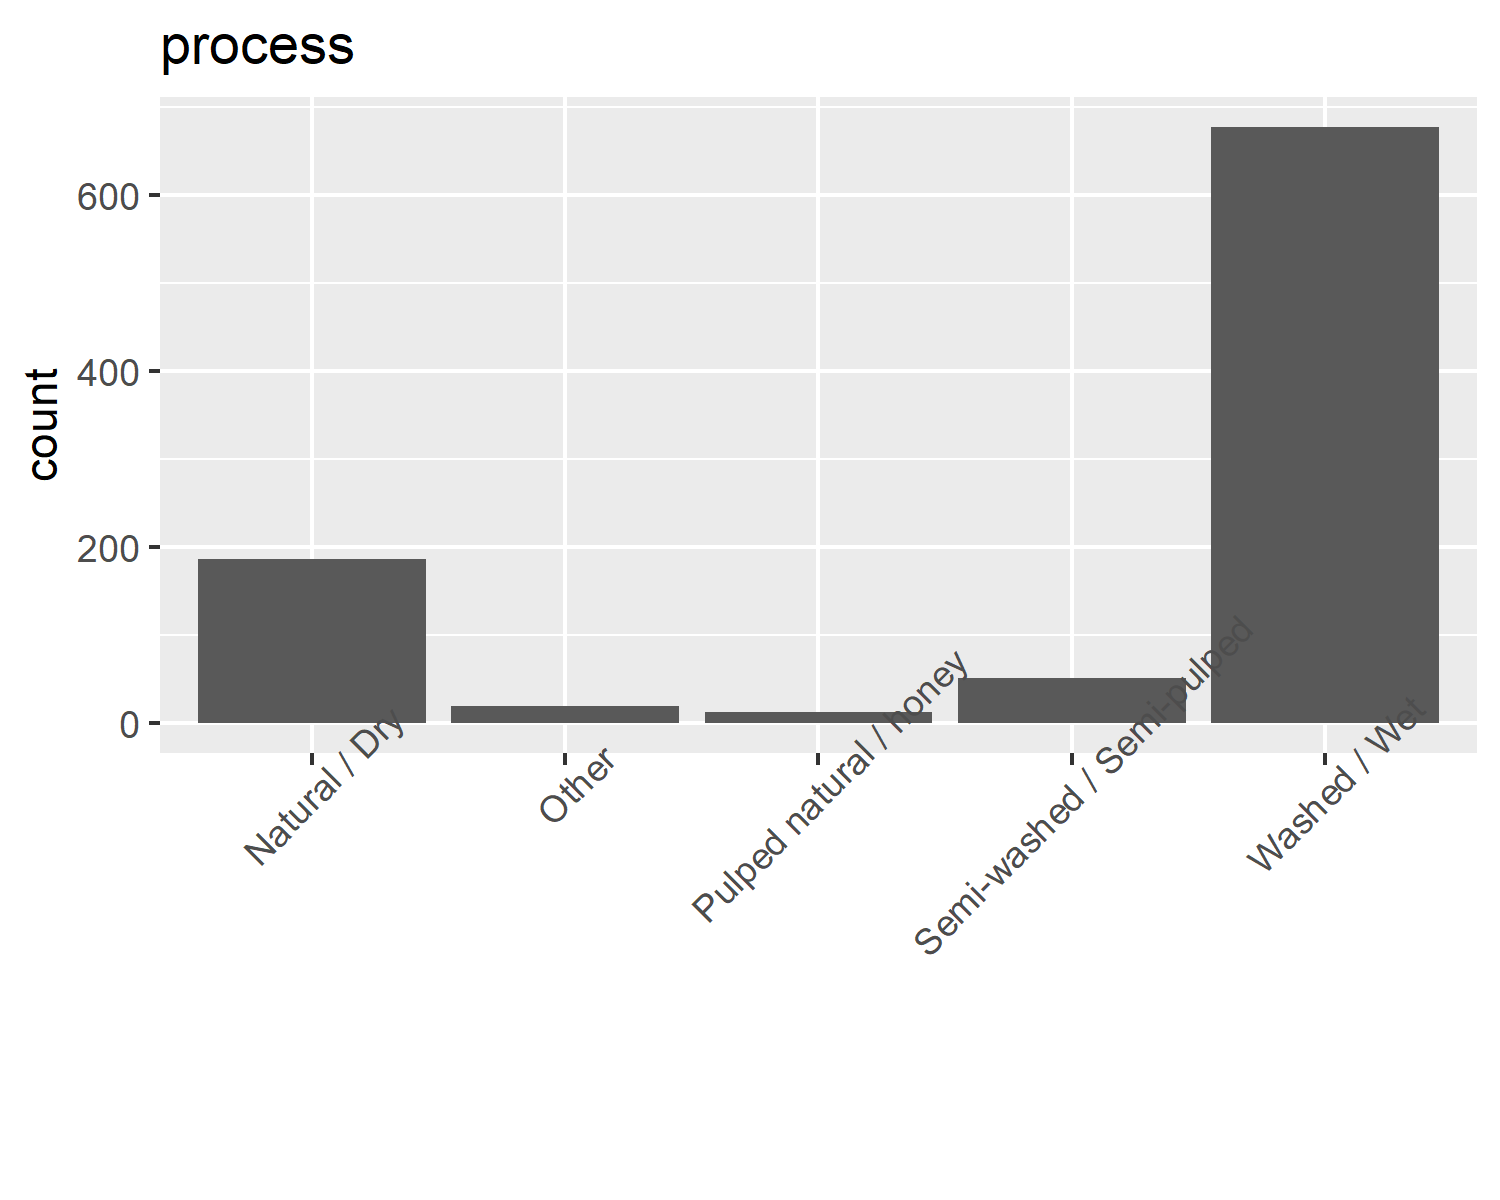 process
count
600
400
200
0
Natural / Dry
Other
Pulped natural / honey
Semi-washed / Semi-pulped
Washed / Wet